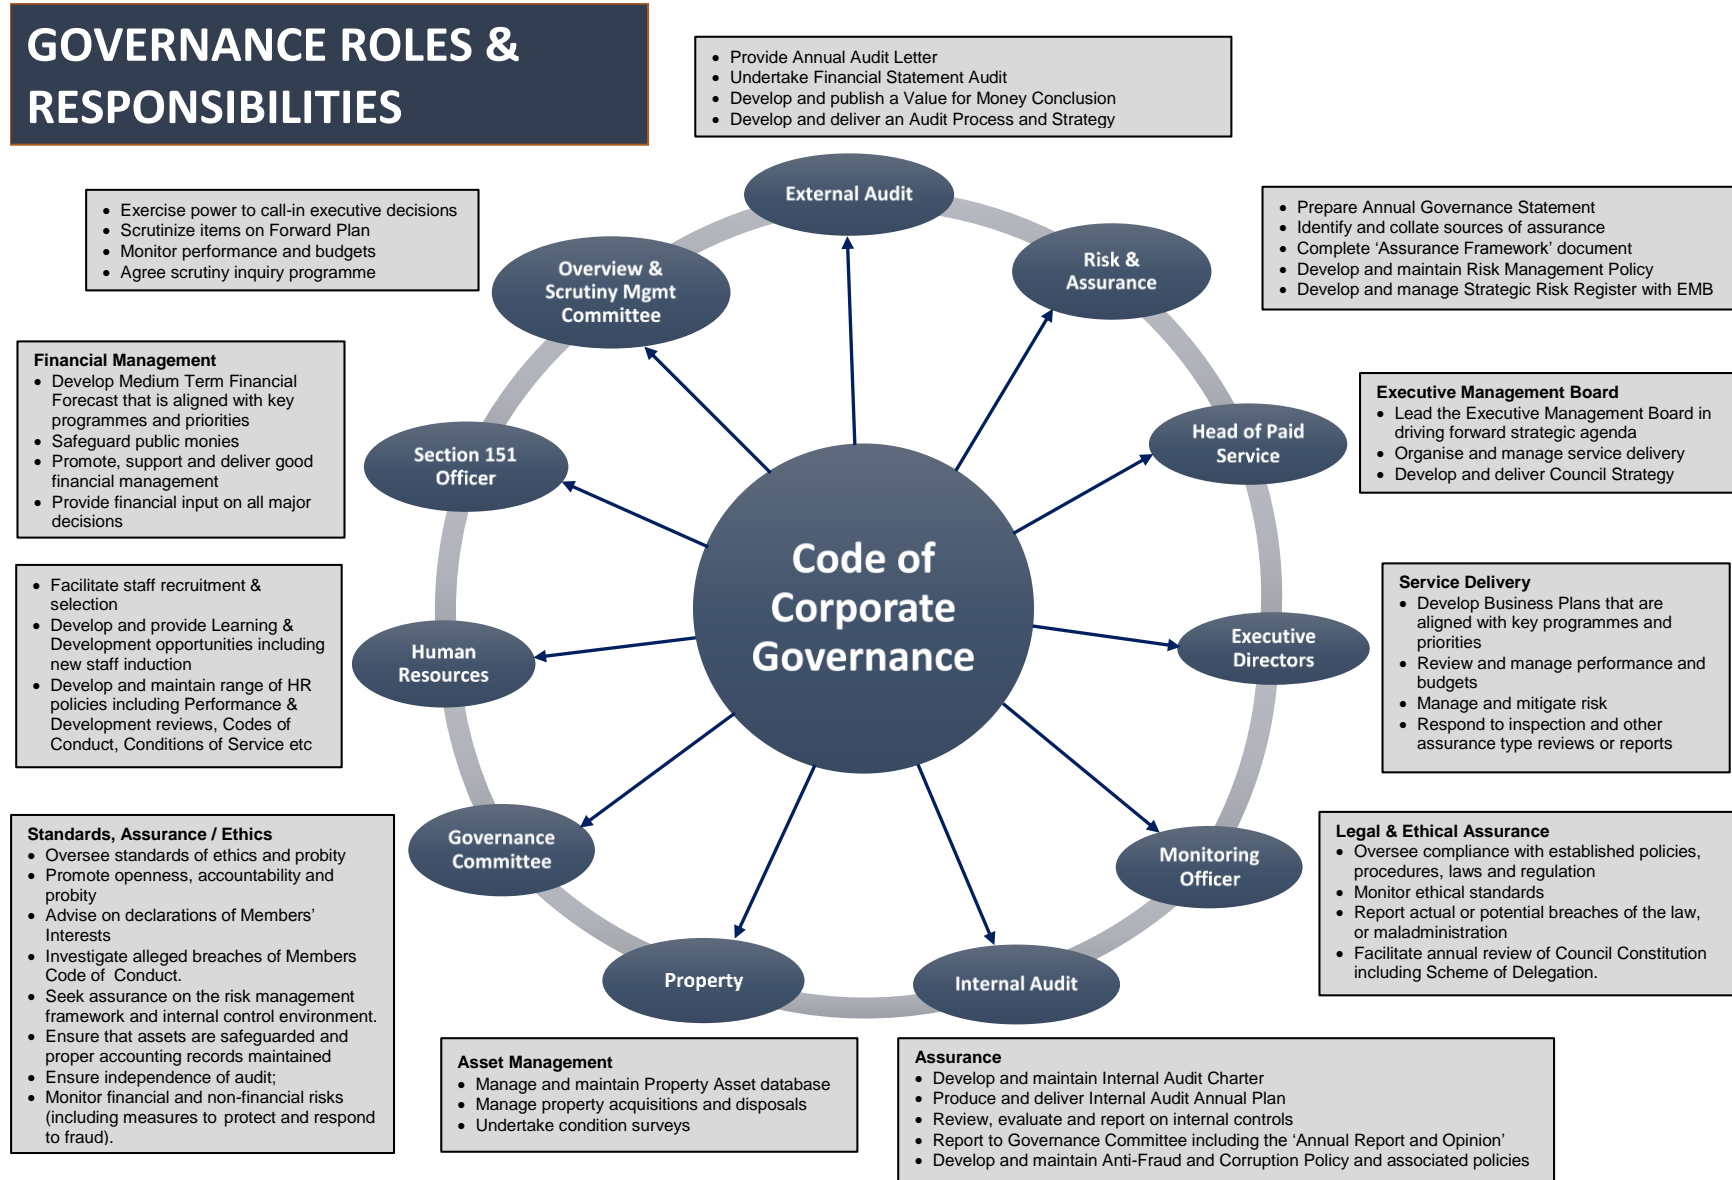 GOVERNANCE ROLES &
RESPONSIBILITIES
• Provide Annual Audit Letter
• Undertake Financial Statement Audit
• Develop and publish a Value for Money Conclusion
• Develop and deliver an Audit Process and Strategy
External Audit
• Exercise power to call-in executive decisions
• Scrutinize items on Forward Plan
• Monitor performance and budgets
• Agree scrutiny inquiry programme
Overview &
Scrutiny Mgmt
Committee
Risk &
Assurance
• Prepare Annual Governance Statement
• Identify and collate sources of assurance
• Complete ‘Assurance Framework’ document
• Develop and maintain Risk Management Policy
• Develop and manage Strategic Risk Register with EMB
Financial Management
• Develop Medium Term Financial
Forecast that is aligned with key
programmes and priorities
• Safeguard public monies
• Promote, support and deliver good
financial management
• Provide financial input on all major
decisions
Section 151
Officer
Head of Paid
Service
Executive Management Board
• Lead the Executive Management Board in
driving forward strategic agenda
• Organise and manage service delivery
• Develop and deliver Council Strategy
Code of
Corporate
Governance
• Facilitate staff recruitment &
selection
• Develop and provide Learning &
Development opportunities including
new staff induction
• Develop and maintain range of HR
policies including Performance &
Development reviews, Codes of
Conduct, Conditions of Service etc
Human
Resources
Executive
Directors
Service Delivery
• Develop Business Plans that are
aligned with key programmes and
priorities
• Review and manage performance and
budgets
• Manage and mitigate risk
• Respond to inspection and other
assurance type reviews or reports
Standards, Assurance / Ethics
• Oversee standards of ethics and probity
• Promote openness, accountability and
probity
• Advise on declarations of Members’
Interests
• Investigate alleged breaches of Members
Code of Conduct.
• Seek assurance on the risk management
framework and internal control environment.
• Ensure that assets are safeguarded and
proper accounting records maintained
• Ensure independence of audit;
• Monitor financial and non-financial risks
(including measures to protect and respond
to fraud).
Governance
Committee
Monitoring
Officer
Legal & Ethical Assurance
• Oversee compliance with established policies,
procedures, laws and regulation
• Monitor ethical standards
• Report actual or potential breaches of the law,
or maladministration
• Facilitate annual review of Council Constitution
including Scheme of Delegation.
Property
Internal Audit
Asset Management
• Manage and maintain Property Asset database
• Manage property acquisitions and disposals
• Undertake condition surveys
Assurance
• Develop and maintain Internal Audit Charter
• Produce and deliver Internal Audit Annual Plan
• Review, evaluate and report on internal controls
• Report to Governance Committee including the ‘Annual Report and Opinion’
• Develop and maintain Anti-Fraud and Corruption Policy and associated policies